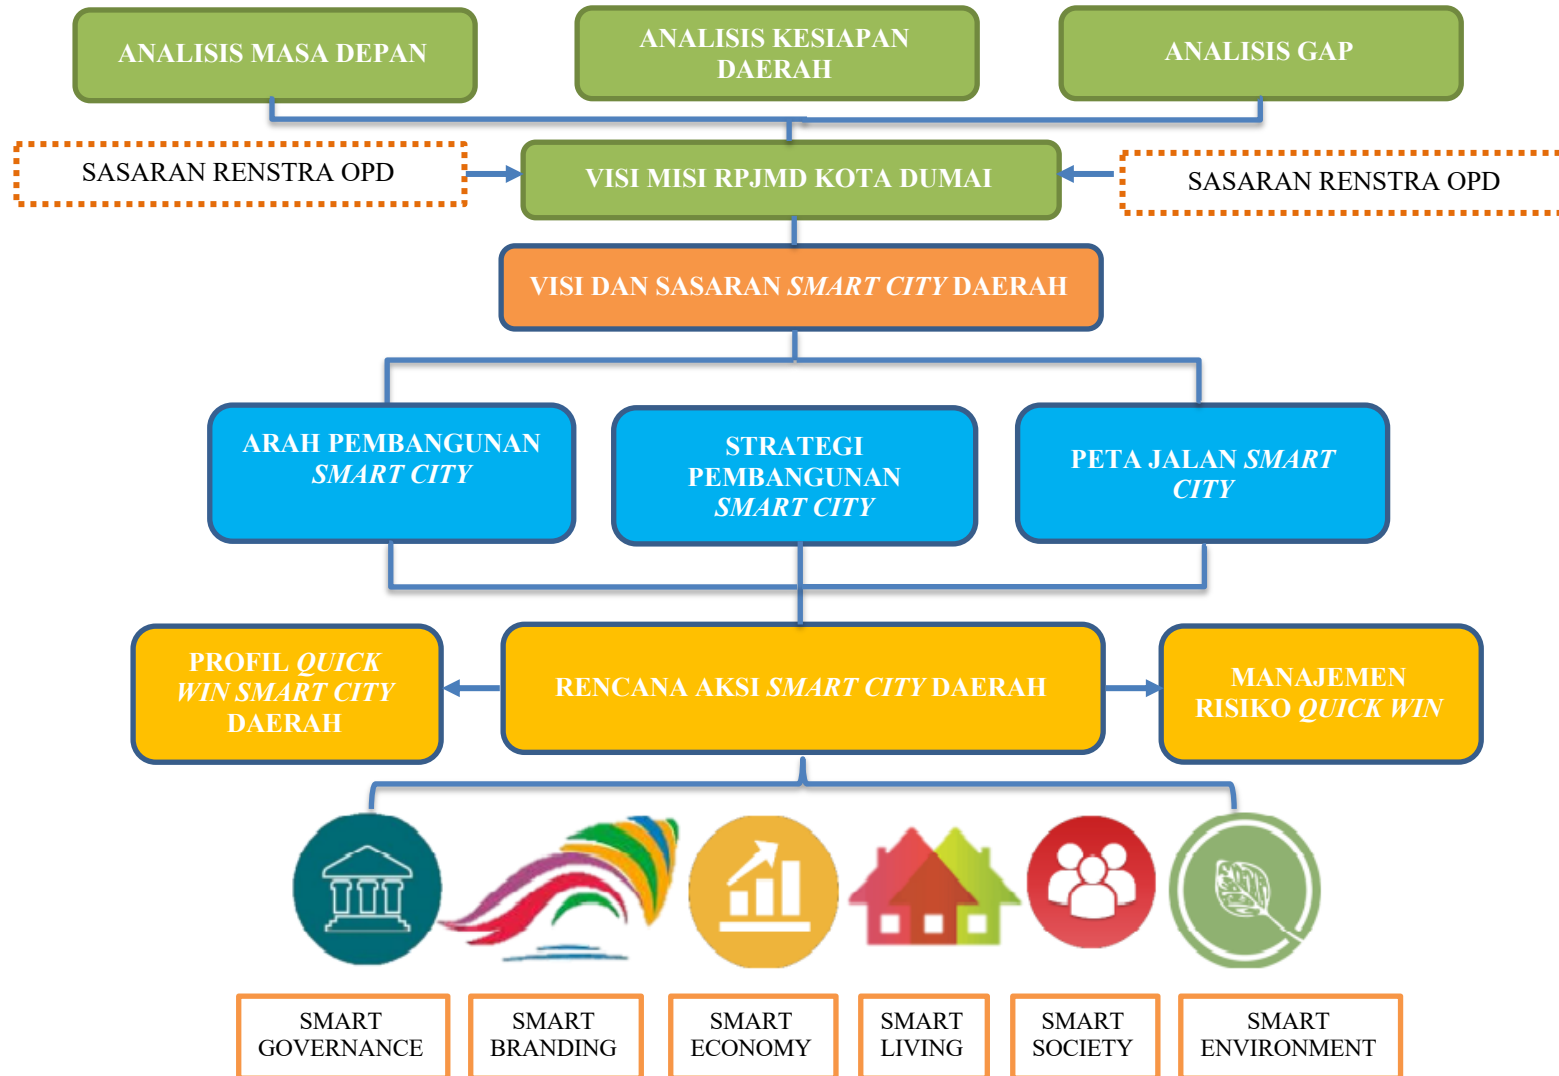 ANALISIS MASA DEPAN
ANALISIS KESIAPAN
DAERAH
ANALISIS GAP
SASARAN RENSTRA OPD
VISI MISI RPJMD KOTA DUMAI
SASARAN RENSTRA OPD
VISI DAN SASARAN SMART CITY DAERAH
ARAH PEMBANGUNAN
SMART CITY
STRATEGI
PEMBANGUNAN
SMART CITY
PETA JALAN SMART
CITY
PROFIL QUICK
WIN SMART CITY
DAERAH
RENCANA AKSI SMART CITY DAERAH
MANAJEMEN
RISIKO QUICK WIN
SMART
GOVERNANCE
SMART
BRANDING
SMART
ECONOMY
SMART
LIVING
SMART
SOCIETY
SMART
ENVIRONMENT